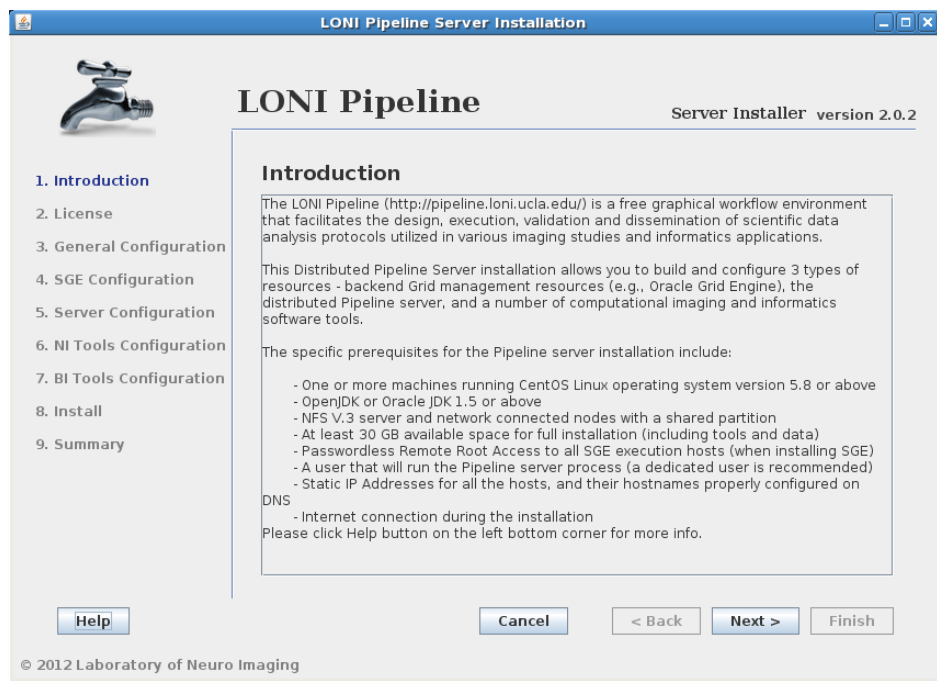 LONI Pipeline Server Installation
LONI Pipeline
Server Installer version 2.0.2
1. Introduction
2. License
3. General Configuration
4. SGE Configuration
5. Server Configuration
6. NI Tools Configuration
7. BI Tools Configuration
8. Install
9. Summary
Introduction
The LONI Pipeline (http://pipeline.loni.ucla.edu/) is a free graphical workflow environment
that facilitates the design, execution, validation and dissemination of scientific data
analysis protocols utilized in various imaging studies and informatics applications.
This Distributed Pipeline Server installation allows you to build and configure 3 types of
resources - backend Grid management resources (e.g., Oracle Grid Engine), the
distributed Pipeline server, and a number of computational imaging and informatics
software tools.
The specific prerequisites for the Pipeline server installation include:
- One or more machines running CentOS Linux operating system version 5.8 or above
- OpenJDK or Oracle JDK 1.5 or above
- NFS V.3 server and network connected nodes with a shared partition
- At least 30 GB available space for full installation (including tools and data)
- Passwordless Remote Root Access to all SGE execution hosts (when installing SGE)
- A user that will run the Pipeline server process (a dedicated user is recommended)
- Static IP Addresses for all the hosts, and their hostnames properly configured on
DNS
- Internet connection during the installation
Please click Help button on the left bottom corner for more info.
Help
Cancel
< Back
Next >
Finish
© 2012 Laboratory of Neuro Imaging